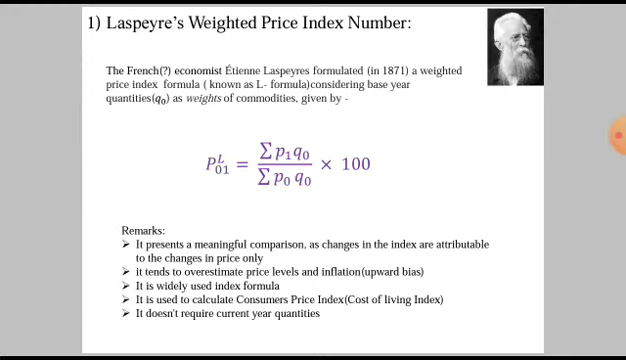 1) Laspeyre's Weighted Price Index Number:
The French(?) economist Étienne Laspeyres formulated (in 1871) a weighted
price index formula ( known as L- formula)considering base year
quantities(q₀) as weights of commodities, given by -
P₀₁ᴸ = ∑ p₁q₀ / ∑ p₀ q₀ × 100
Remarks:
➢ It presents a meaningful comparison, as changes in the index are attributable
to the changes in price only
➢ it tends to overestimate price levels and inflation(upward bias)
➢ It is widely used index formula
➢ It is used to calculate Consumers Price Index(Cost of living Index)
➢ It doesn't require current year quantities